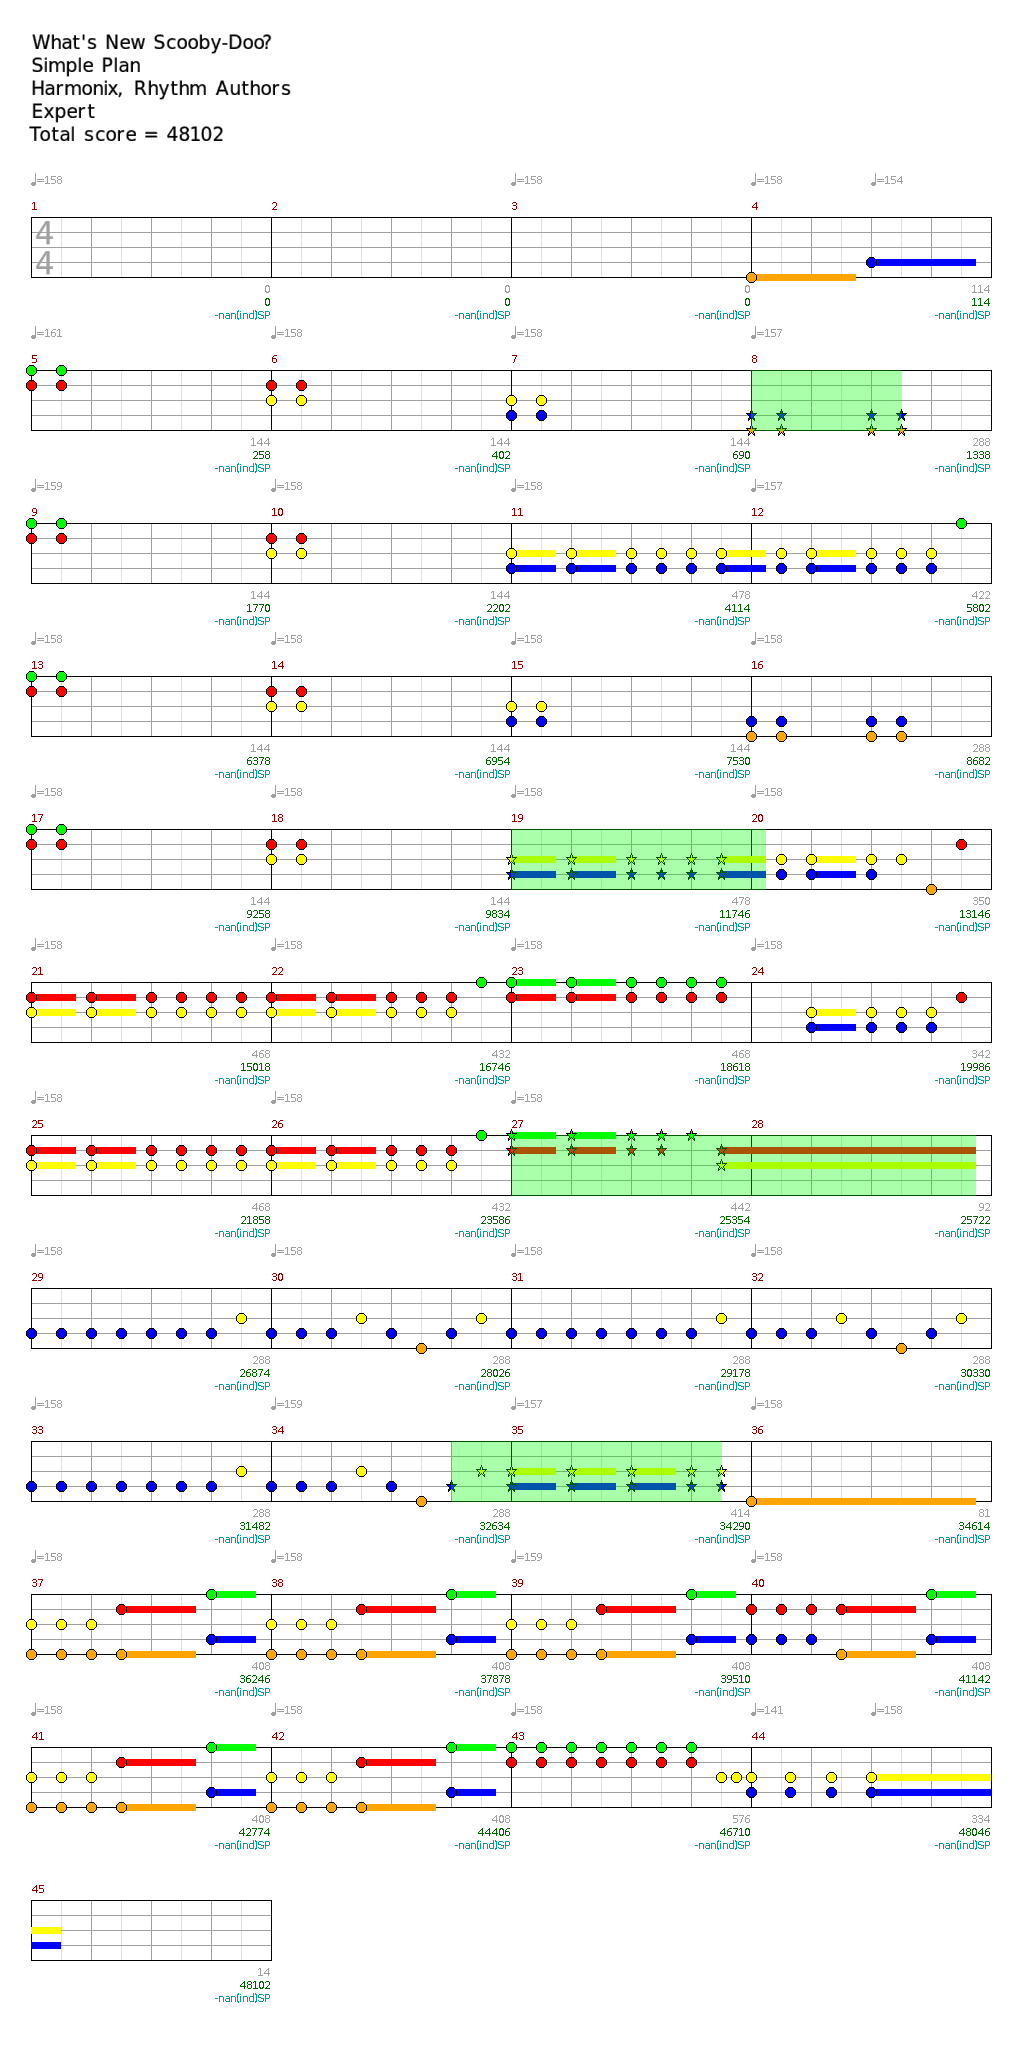 What's New Scooby-Doo?
Simple Plan
Harmonix, Rhythm Authors
Expert
Total score = 48102
♩=158 ♩=158 ♩=158 ♩=154
1 2 3 4
4
4
0 0 0 114
0 0 0 114
-nan(ind)SP -nan(ind)SP -nan(ind)SP -nan(ind)SP
♩=161 ♩=158 ♩=158 ♩=157
5 6 7 8
144 144 144 288
258 402 690 1338
-nan(ind)SP -nan(ind)SP -nan(ind)SP -nan(ind)SP
♩=159 ♩=158 ♩=158 ♩=157
9 10 11 12
144 144 478 422
1770 2202 4114 5802
-nan(ind)SP -nan(ind)SP -nan(ind)SP -nan(ind)SP
♩=158 ♩=158 ♩=158 ♩=158
13 14 15 16
144 144 144 288
6378 6954 7530 8682
-nan(ind)SP -nan(ind)SP -nan(ind)SP -nan(ind)SP
♩=158 ♩=158 ♩=158 ♩=158
17 18 19 20
144 144 478 350
9258 9834 11746 13146
-nan(ind)SP -nan(ind)SP -nan(ind)SP -nan(ind)SP
♩=158 ♩=158 ♩=158 ♩=158
21 22 23 24
468 432 468 342
15018 16746 18618 19986
-nan(ind)SP -nan(ind)SP -nan(ind)SP -nan(ind)SP
♩=158 ♩=158 ♩=158 ♩=158
25 26 27 28
468 432 442 92
21858 23586 25354 25722
-nan(ind)SP -nan(ind)SP -nan(ind)SP -nan(ind)SP
♩=158 ♩=158 ♩=158 ♩=158
29 30 31 32
288 288 288 288
26874 28026 29178 30330
-nan(ind)SP -nan(ind)SP -nan(ind)SP -nan(ind)SP
♩=158 ♩=159 ♩=157 ♩=158
33 34 35 36
288 288 414 81
31482 32634 34290 34614
-nan(ind)SP -nan(ind)SP -nan(ind)SP -nan(ind)SP
♩=158 ♩=158 ♩=159 ♩=158
37 38 39 40
408 408 408 408
36246 37878 39510 41142
-nan(ind)SP -nan(ind)SP -nan(ind)SP -nan(ind)SP
♩=158 ♩=158 ♩=158 ♩=141 ♩=158
41 42 43 44
408 408 576 334
42774 44406 46710 48046
-nan(ind)SP -nan(ind)SP -nan(ind)SP -nan(ind)SP
45
14
48102
-nan(ind)SP